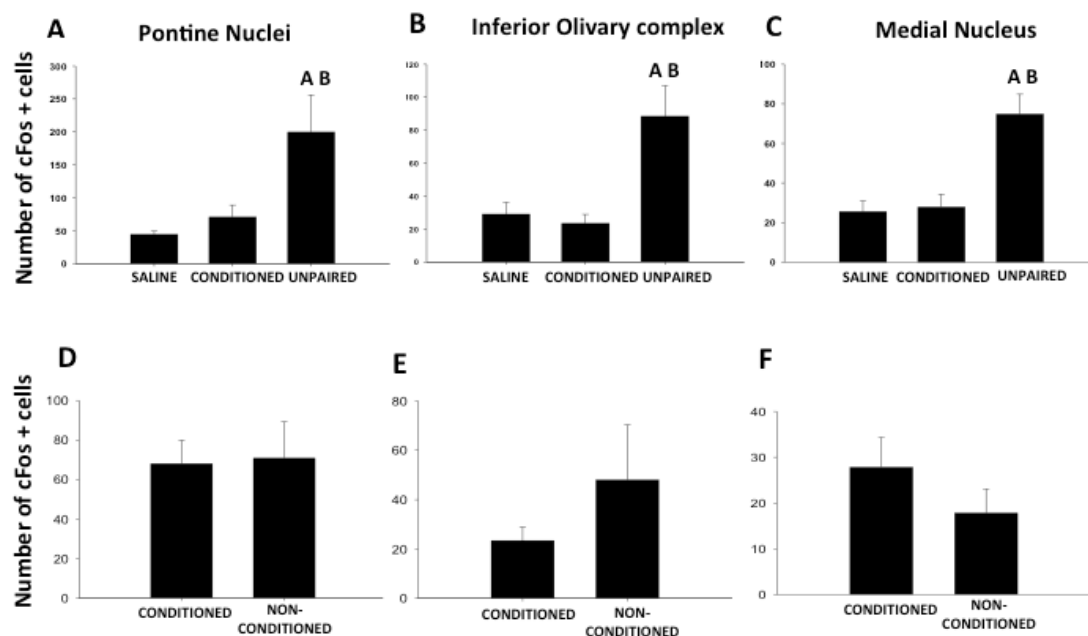 A
Pontine Nuclei
Number of cFos + cells
300
250
200
150
100
50
0
A B
SALINE CONDITIONED UNPAIRED
B
Inferior Olivary complex
120
100
80
60
40
20
0
A B
SALINE CONDITIONED UNPAIRED
C
Medial Nucleus
100
80
60
40
20
0
A B
SALINE CONDITIONED UNPAIRED
D
Number of cFos + cells
100
80
60
40
20
0
CONDITIONED NON-
CONDITIONED
E
80
60
40
20
0
CONDITIONED NON-
CONDITIONED
F
40
30
20
10
0
CONDITIONED NON-
CONDITIONED